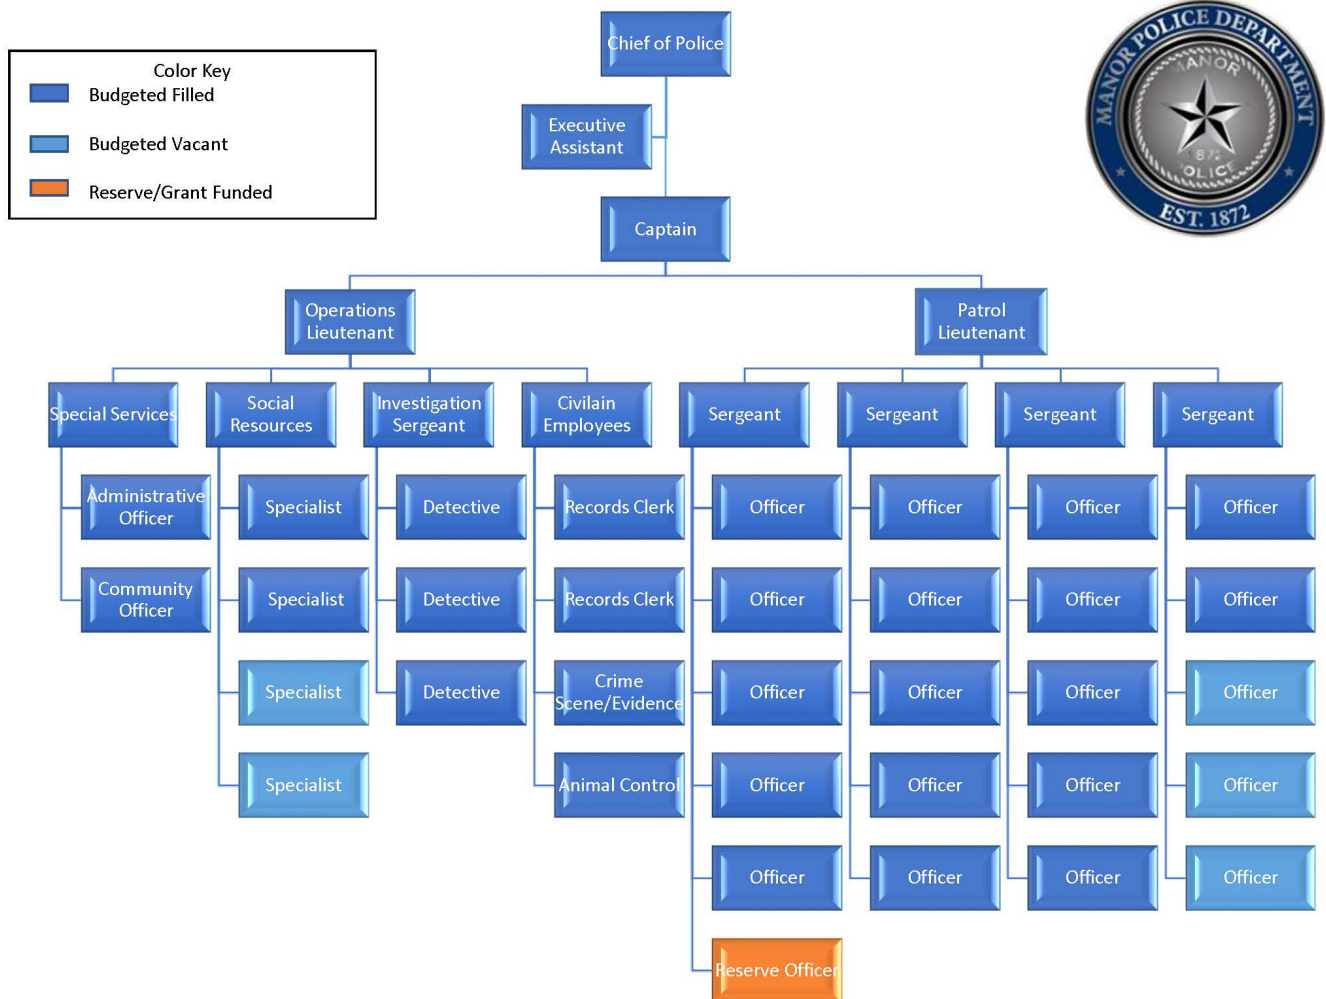 Color Key
Budgeted Filled
Budgeted Vacant
Reserve/Grant Funded
MANOR POLICE DEPARTMENT
MANOR
1872
POLICE
EST. 1872
Chief of Police
Executive
Assistant
Captain
Operations
Lieutenant
Patrol
Lieutenant
Special Services
Social
Resources
Investigation
Sergeant
Civilain
Employees
Sergeant
Sergeant
Sergeant
Sergeant
Administrative
Officer
Specialist
Detective
Records Clerk
Officer
Officer
Officer
Officer
Community
Officer
Specialist
Detective
Records Clerk
Officer
Officer
Officer
Officer
Specialist
Detective
Crime
Scene/Evidence
Officer
Officer
Officer
Officer
Specialist
Animal Control
Officer
Officer
Officer
Officer
Officer
Officer
Officer
Officer
Reserve Officer